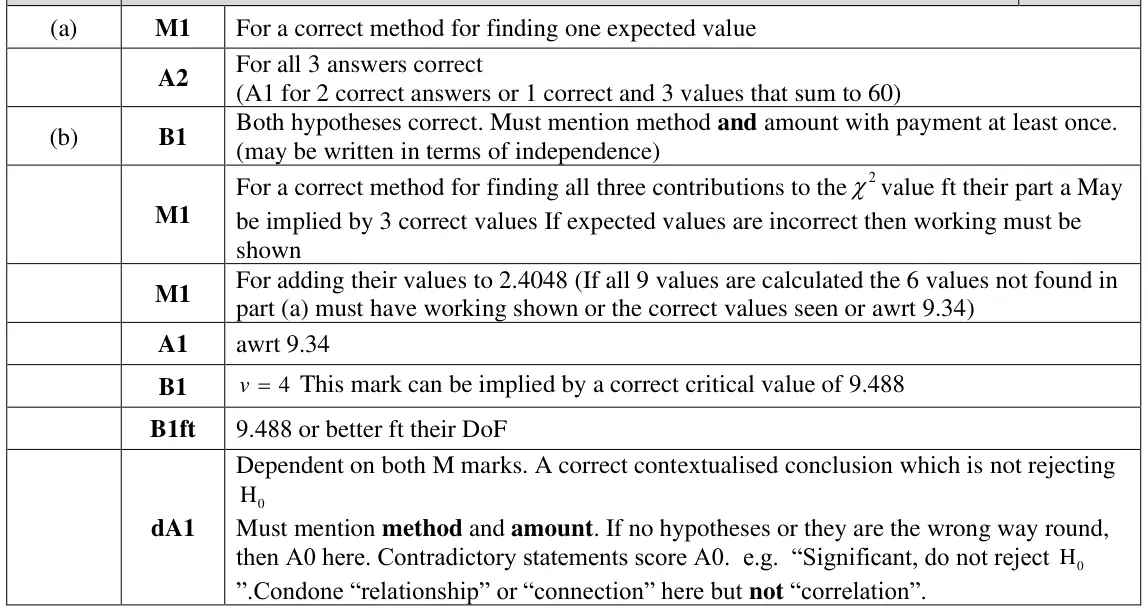 (a) M1 For a correct method for finding one expected value
A2 For all 3 answers correct
(A1 for 2 correct answers or 1 correct and 3 values that sum to 60)
(b) B1 Both hypotheses correct. Must mention method and amount with payment at least once.
(may be written in terms of independence)
M1 For a correct method for finding all three contributions to the χ² value ft their part a May
be implied by 3 correct values If expected values are incorrect then working must be
shown
M1 For adding their values to 2.4048 (If all 9 values are calculated the 6 values not found in
part (a) must have working shown or the correct values seen or awrt 9.34)
A1 awrt 9.34
B1 ν = 4 This mark can be implied by a correct critical value of 9.488
B1ft 9.488 or better ft their DoF
dA1 Dependent on both M marks. A correct contextualised conclusion which is not rejecting
H₀
Must mention method and amount. If no hypotheses or they are the wrong way round,
then A0 here. Contradictory statements score A0. e.g. “Significant, do not reject H₀
”.Condone “relationship” or “connection” here but not “correlation”.